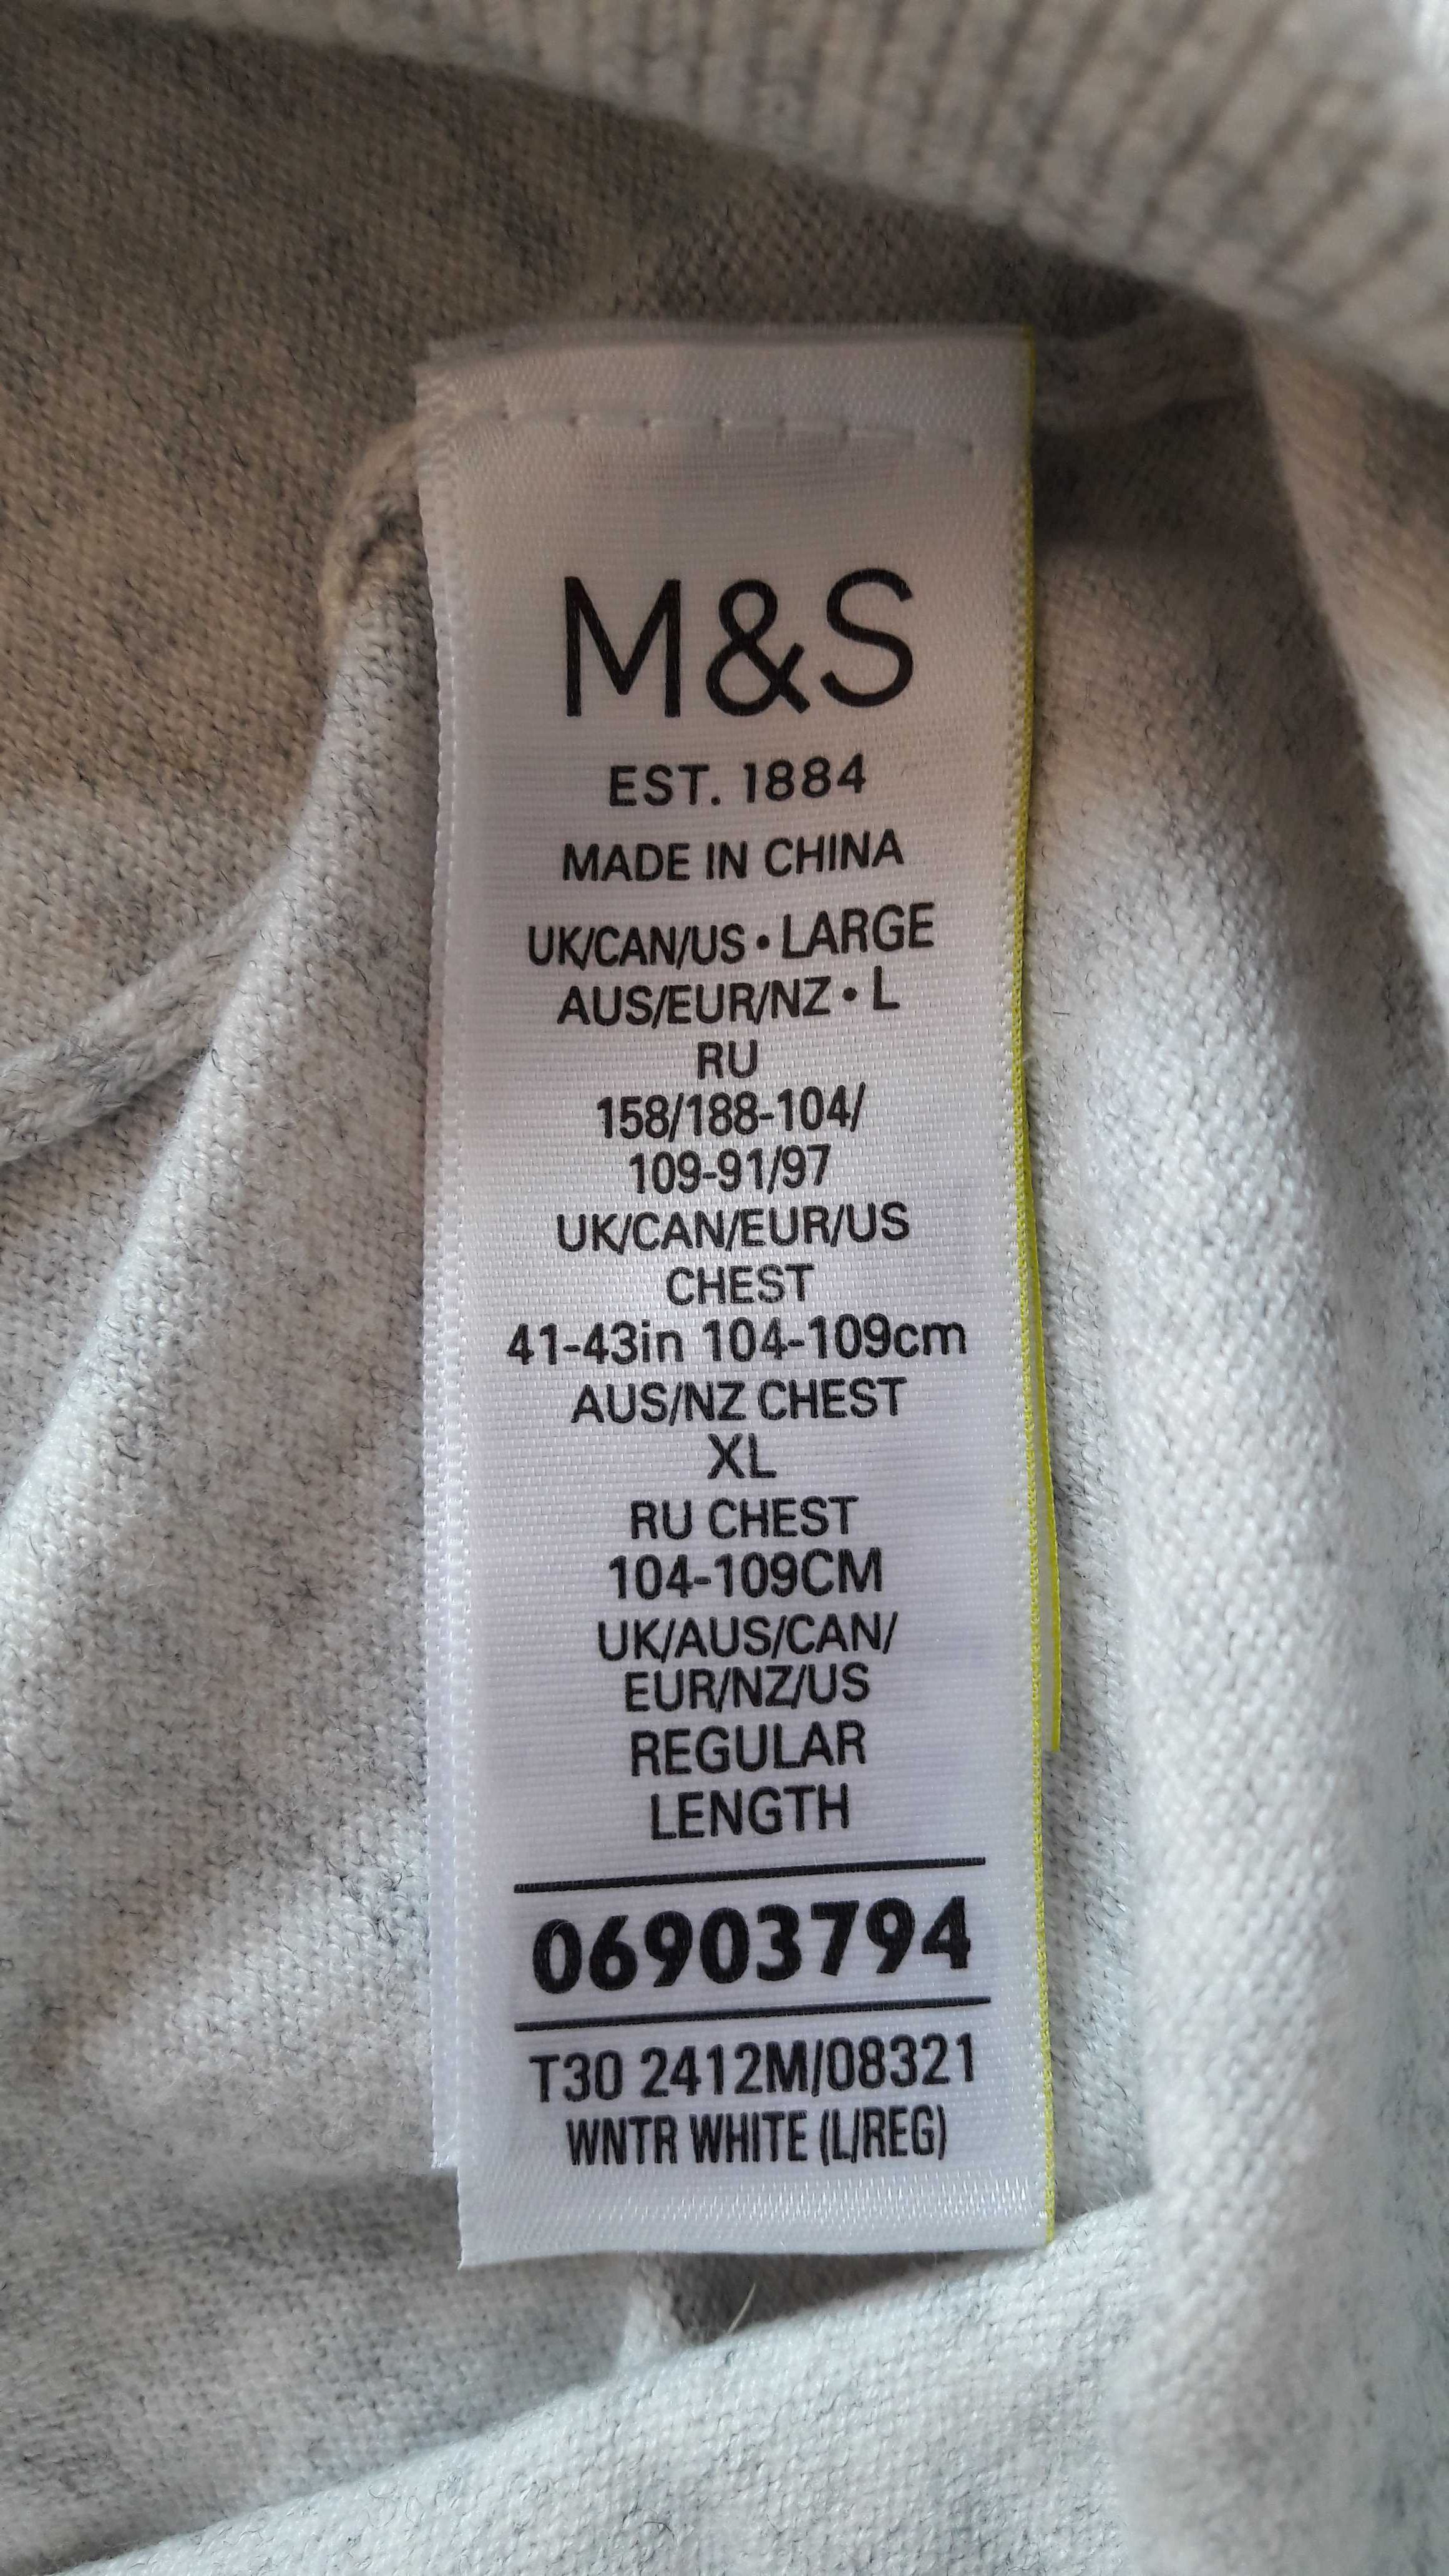 M&S
EST. 1884
MADE IN CHINA
UK/CAN/US • LARGE
AUS/EUR/NZ • L
RU
158/188-104/
109-91/97
UK/CAN/EUR/US
CHEST
41-43in 104-109cm
AUS/NZ CHEST
XL
RU CHEST
104-109CM
UK/AUS/CAN/
EUR/NZ/US
REGULAR
LENGTH
06903794
T30 2412M/08321
WNTR WHITE (L/REG)